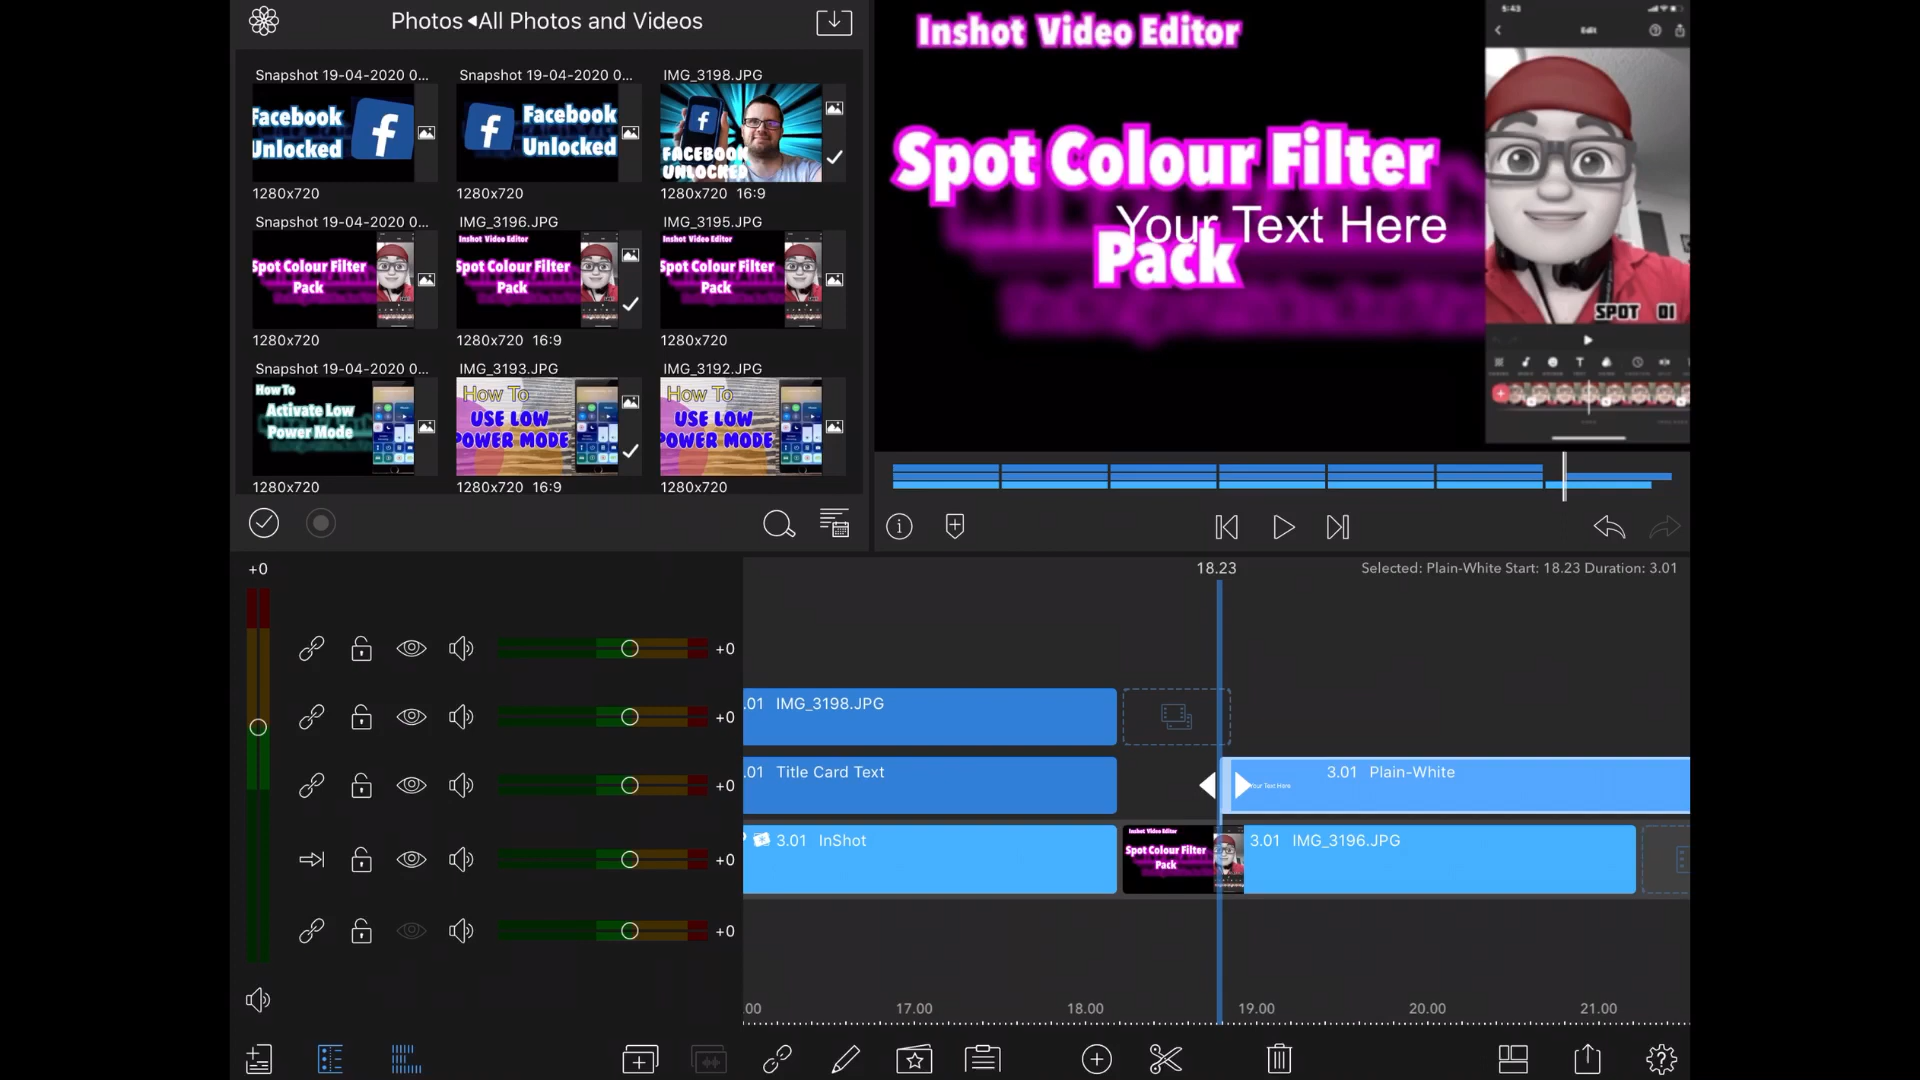 Photos ◂All Photos and Videos
Snapshot 19-04-2020 0...
Snapshot 19-04-2020 0...
IMG_3198.JPG
Facebook
Unlocked
Facebook
Unlocked
FACEBOOK
UNLOCKED
1280x720
1280x720
1280x720 16:9
Snapshot 19-04-2020 0...
IMG_3196.JPG
IMG_3195.JPG
Spot Colour Filter
Pack
Inshot Video Editor
Spot Colour Filter
Pack
Inshot Video Editor
Spot Colour Filter
Pack
1280x720
1280x720 16:9
1280x720
Snapshot 19-04-2020 0...
IMG_3193.JPG
IMG_3192.JPG
How To
Activate Low
Power Mode
How To
USE LOW
POWER MODE
How To
USE LOW
POWER MODE
1280x720
1280x720 16:9
1280x720
Inshot Video Editor
Spot Colour Filter
Pack
Your Text Here
5:43
Edit
SPOT 01
+0
18.23
Selected: Plain-White Start: 18.23 Duration: 3.01
+0
+0
+0
+0
+0
.01 IMG_3198.JPG
.01 Title Card Text
Your Text Here
3.01 Plain-White
3.01 InShot
Inshot Video Editor
Spot Colour Filter
Pack
3.01 IMG_3196.JPG
.00
17.00
18.00
19.00
20.00
21.00